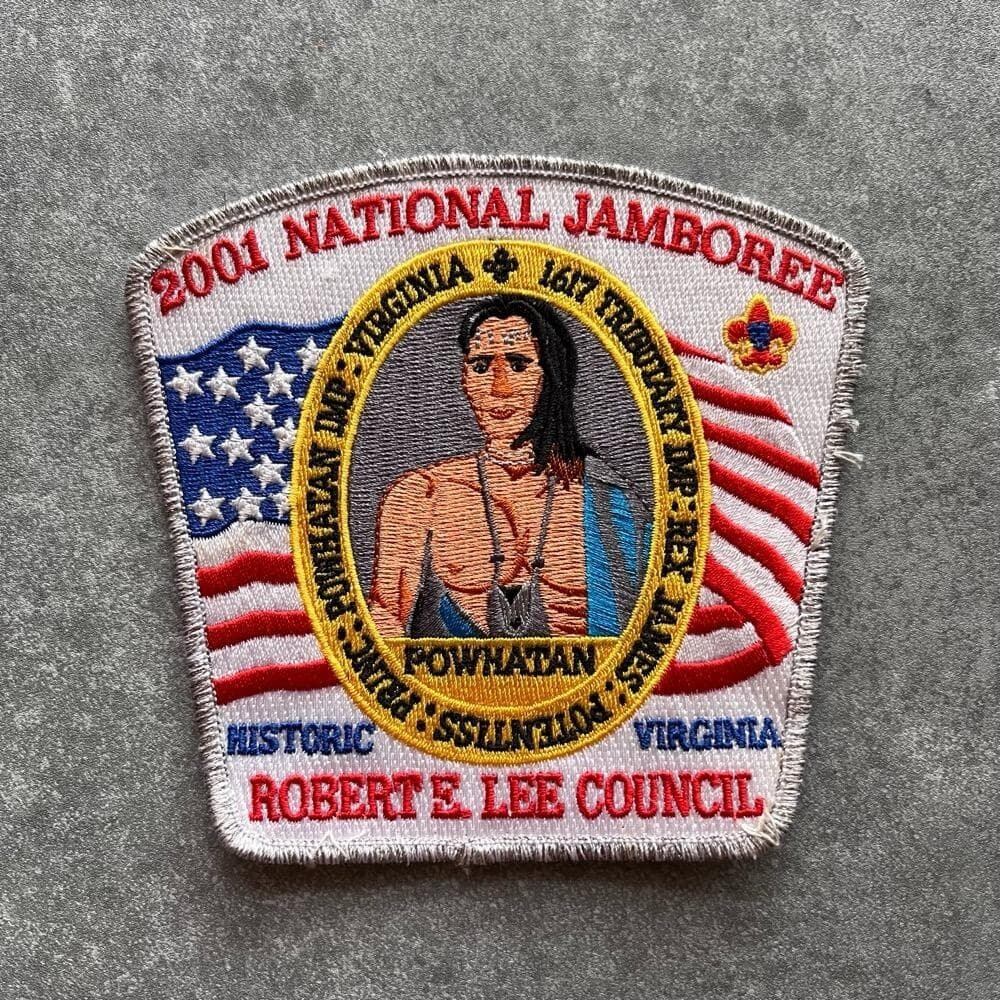 2001 NATIONAL JAMBOREE
VIRGINIA ⚜ 1617 TRIBUTARY IMP: REX JAMES: POTENTISS: PRINC: POWHATAN IMP:
POWHATAN
HISTORIC VIRGINIA
ROBERT E. LEE COUNCIL